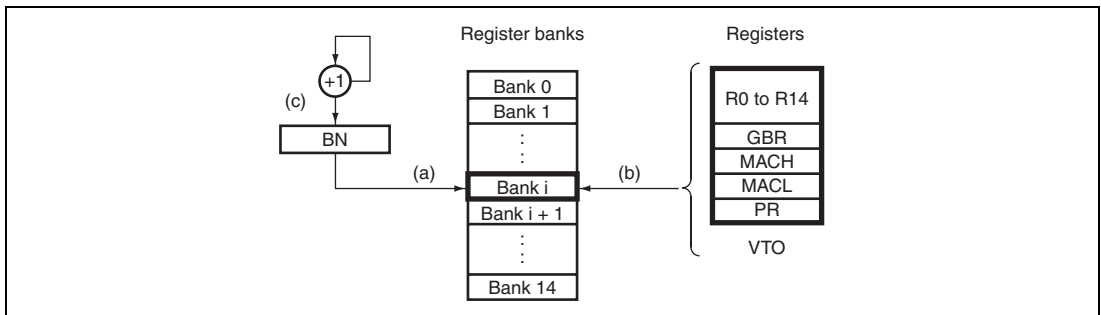 Register banks
Registers
+1
(c)
BN
(a)
Bank 0
Bank 1
:
:
Bank i
Bank i + 1
:
:
Bank 14
(b)
R0 to R14
GBR
MACH
MACL
PR
VTO